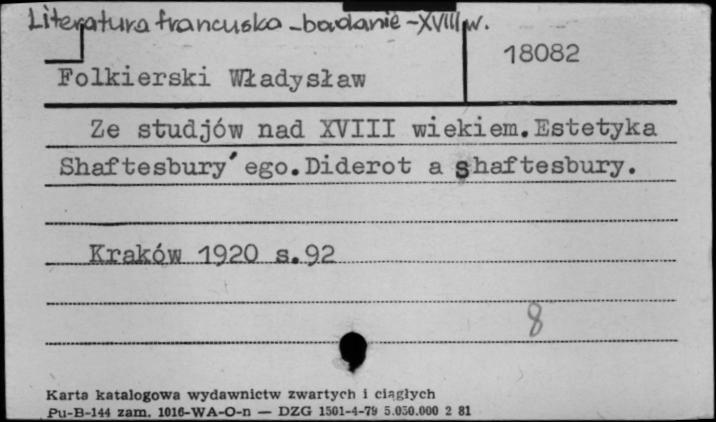 Literatura francuska - badanie - XVIII w.
18082
Folkierski Władysław
Ze studjów nad XVIII wiekiem. Estetyka
Shaftesbury'ego. Diderot a shaftesbury.
Kraków 1920 s. 92
8
Karta katalogowa wydawnictw zwartych i ciągłych
Pu-B-144 zam. 1016-WA-O-n — DZG 1501-4-79 5.050.000 2 81